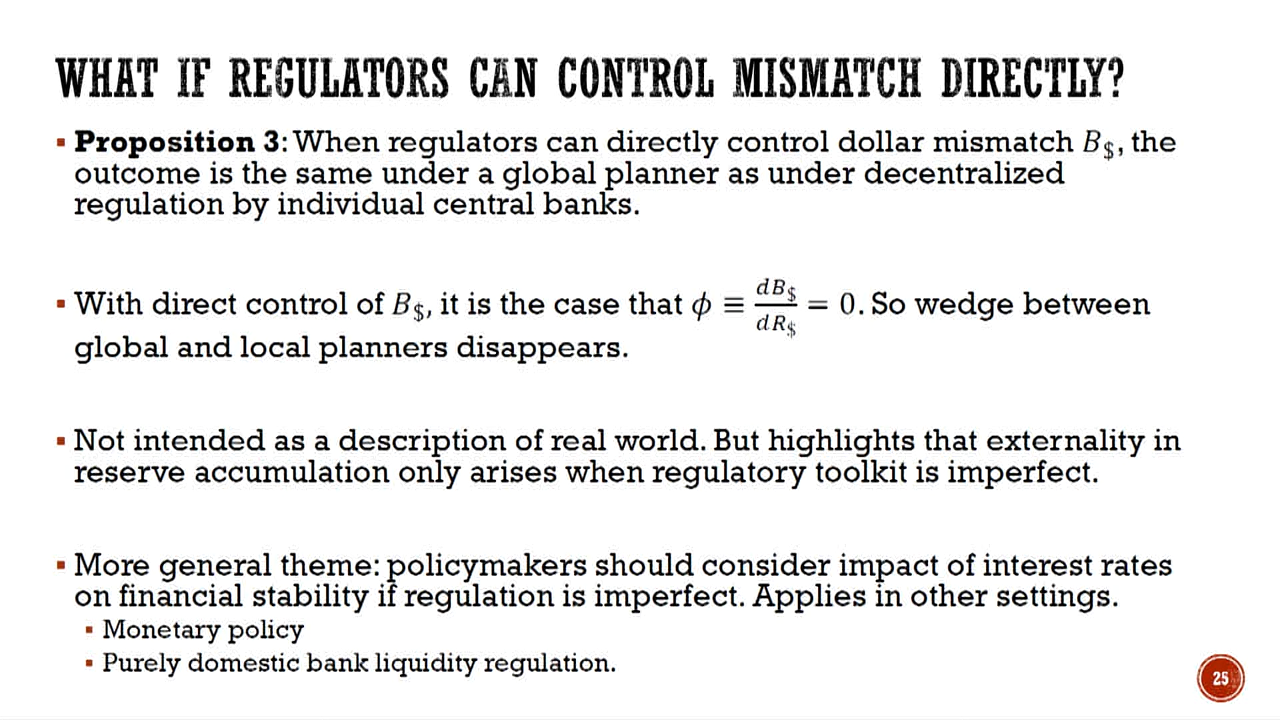 WHAT IF REGULATORS CAN CONTROL MISMATCH DIRECTLY?
▪ Proposition 3: When regulators can directly control dollar mismatch B$, the
outcome is the same under a global planner as under decentralized
regulation by individual central banks.
▪ With direct control of B$, it is the case that ϕ ≡ dB$/dR$ = 0. So wedge between
global and local planners disappears.
▪ Not intended as a description of real world. But highlights that externality in
reserve accumulation only arises when regulatory toolkit is imperfect.
▪ More general theme: policymakers should consider impact of interest rates
on financial stability if regulation is imperfect. Applies in other settings.
▪ Monetary policy
▪ Purely domestic bank liquidity regulation.
25